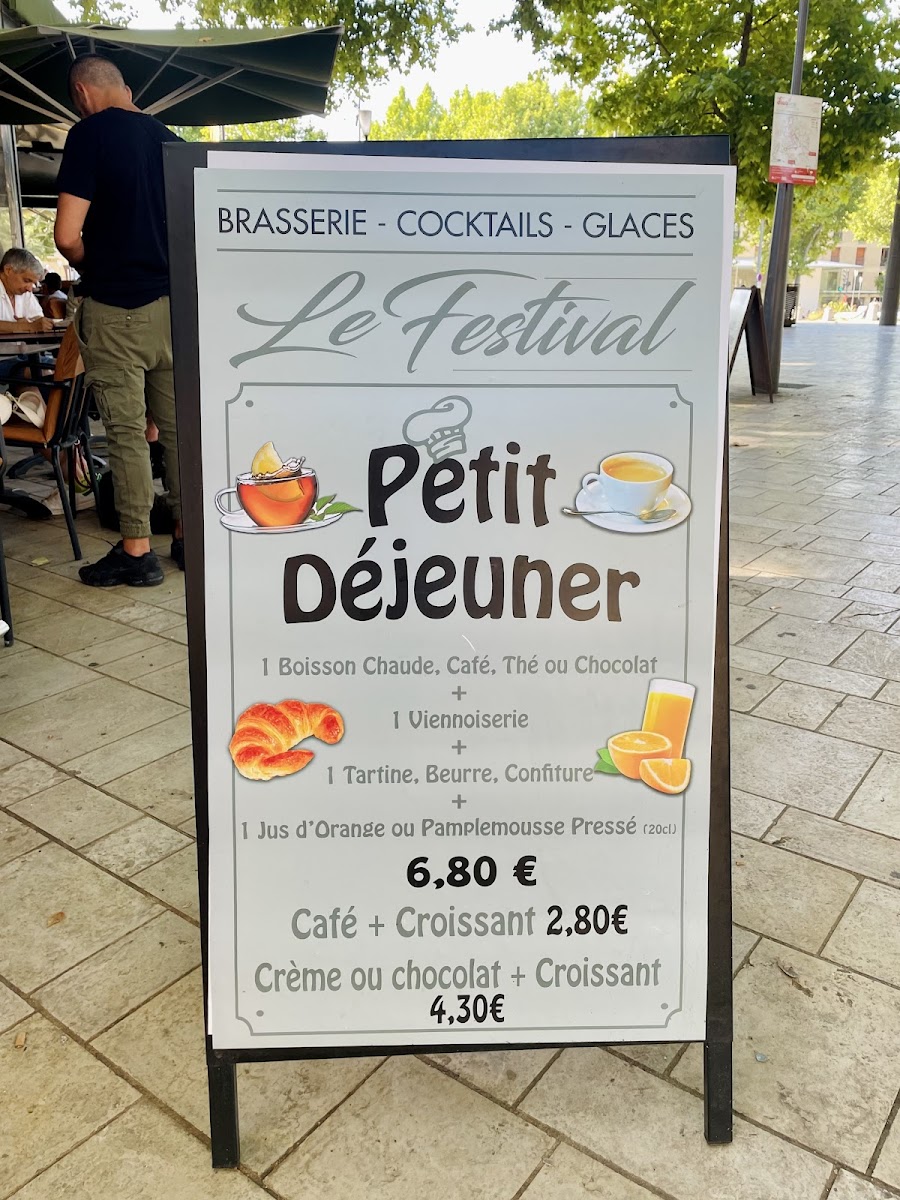 BRASSERIE - COCKTAILS - GLACES
Le Festival
Petit
Déjeuner
1 Boisson Chaude, Café, Thé ou Chocolat
+
1 Viennoiserie
+
1 Tartine, Beurre, Confiture
+
1 Jus d'Orange ou Pamplemousse Pressé (20cl)
6,80 €
Café + Croissant 2,80€
Crème ou chocolat + Croissant
4,30€